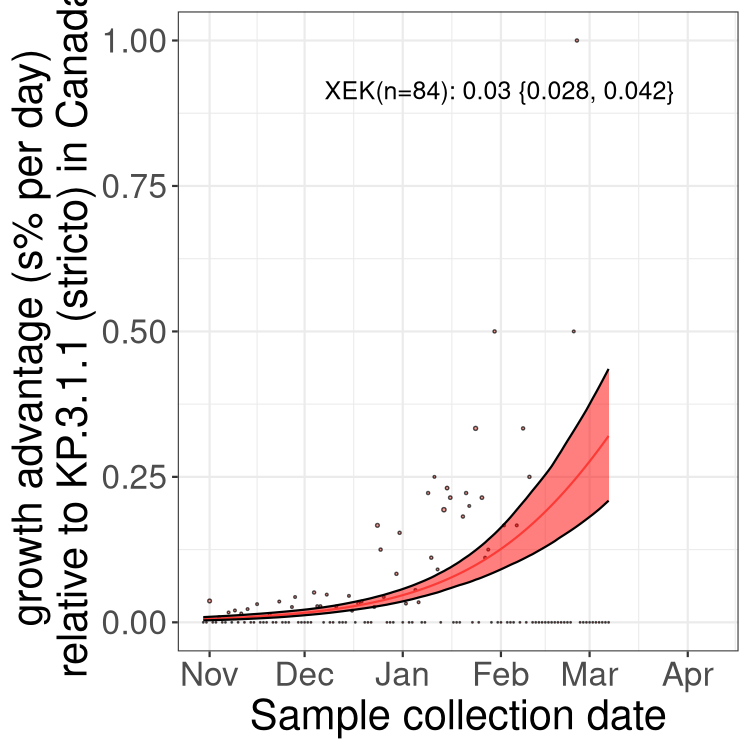 growth advantage (s% per day)
relative to KP.3.1.1 (stricto) in Canada
1.00
XEK(n=84): 0.03 {0.028, 0.042}
0.75
0.50
0.25
0.00
Nov Dec Jan Feb Mar Apr
Sample collection date